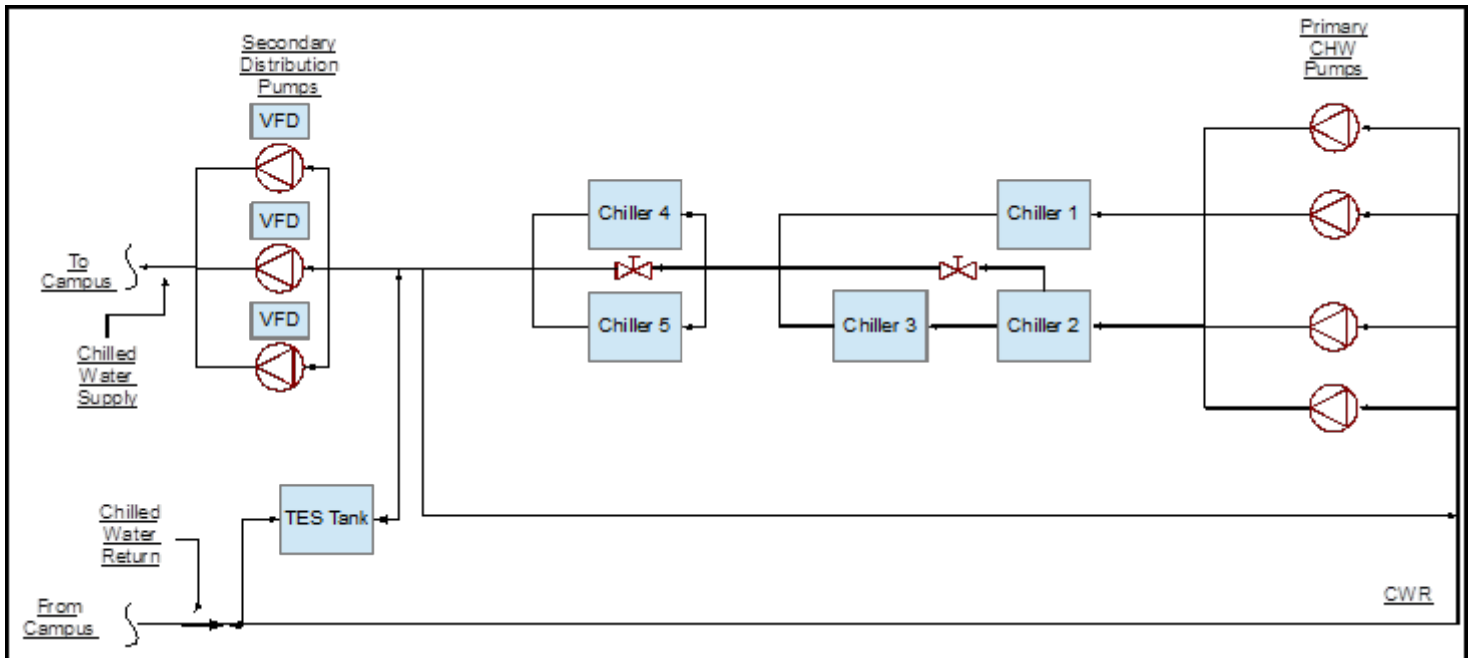 Secondary
Distribution
Pumps
VFD
VFD
VFD
To
Campus
Chilled
Water
Supply
Chiller 4
Chiller 5
Chiller 1
Chiller 3
Chiller 2
Primary
CHW
Pumps
TES Tank
Chilled
Water
Return
From
Campus
CWR